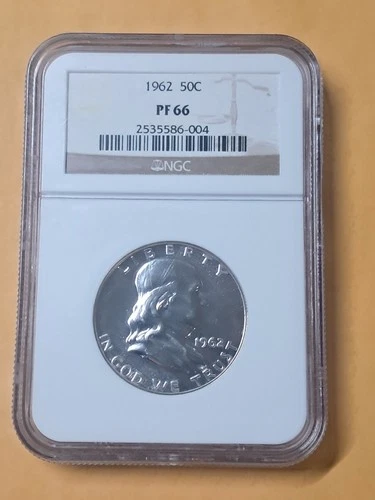 1962 50C
PF 66
2535586-004
NGC
LIBERTY
1962
IN GOD WE TRUST